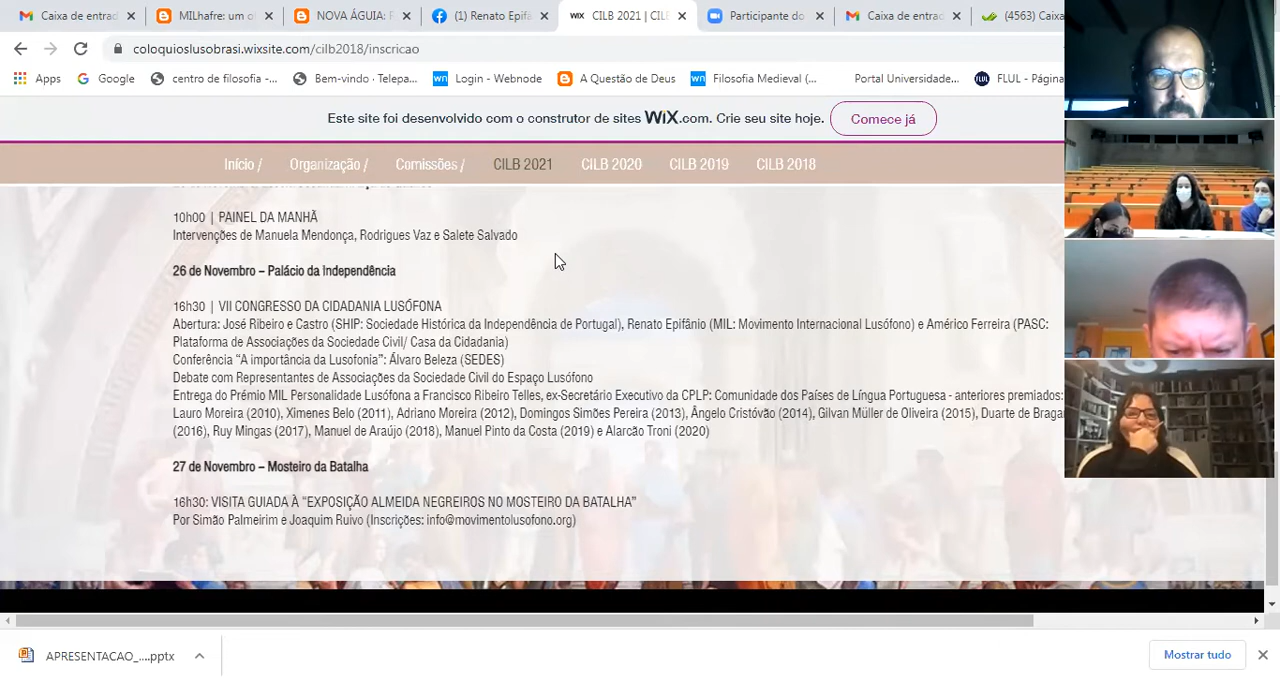 Caixa de entrad
MILhafre: um o
NOVA ÁGUIA:
(1) Renato Epifâ
WiX CILB 2021 | CILB
Participante do
Caixa de entrad
(4563) Caixa
coloquioslusobrasi.wixsite.com/cilb2018/inscricao
Apps
Google
centro de filosofia -...
Bem-vindo · Telepa...
wn Login - Webnode
A Questão de Deus
wn Filosofia Medieval (...
Portal Universidade...
FLUL - Página
Este site foi desenvolvido com o construtor de sites WiX.com. Crie seu site hoje.
Comece já
Início /
Organização /
Comissões /
CILB 2021
CILB 2020
CILB 2019
CILB 2018
10h00 | PAINEL DA MANHÃ
Intervenções de Manuela Mendonça, Rodrigues Vaz e Salete Salvado
26 de Novembro – Palácio da Independência
16h30 | VII CONGRESSO DA CIDADANIA LUSÓFONA
Abertura: José Ribeiro e Castro (SHIP: Sociedade Histórica da Independência de Portugal), Renato Epifânio (MIL: Movimento Internacional Lusófono) e Américo Ferreira (PASC:
Plataforma de Associações da Sociedade Civil/ Casa da Cidadania)
Conferência “A importância da Lusofonia”: Álvaro Beleza (SEDES)
Debate com Representantes de Associações da Sociedade Civil do Espaço Lusófono
Entrega do Prémio MIL Personalidade Lusófona a Francisco Ribeiro Telles, ex-Secretário Executivo da CPLP: Comunidade dos Países de Língua Portuguesa - anteriores premiados:
Lauro Moreira (2010), Ximenes Belo (2011), Adriano Moreira (2012), Domingos Simões Pereira (2013), Ângelo Cristóvão (2014), Gilvan Müller de Oliveira (2015), Duarte de Bragan
(2016), Ruy Mingas (2017), Manuel de Araújo (2018), Manuel Pinto da Costa (2019) e Alarcão Troni (2020)
27 de Novembro – Mosteiro da Batalha
16h30: VISITA GUIADA À “EXPOSIÇÃO ALMEIDA NEGREIROS NO MOSTEIRO DA BATALHA”
Por Simão Palmeirim e Joaquim Ruivo (Inscrições: info@movimentolusofono.org)
APRESENTACAO_....pptx
Mostrar tudo